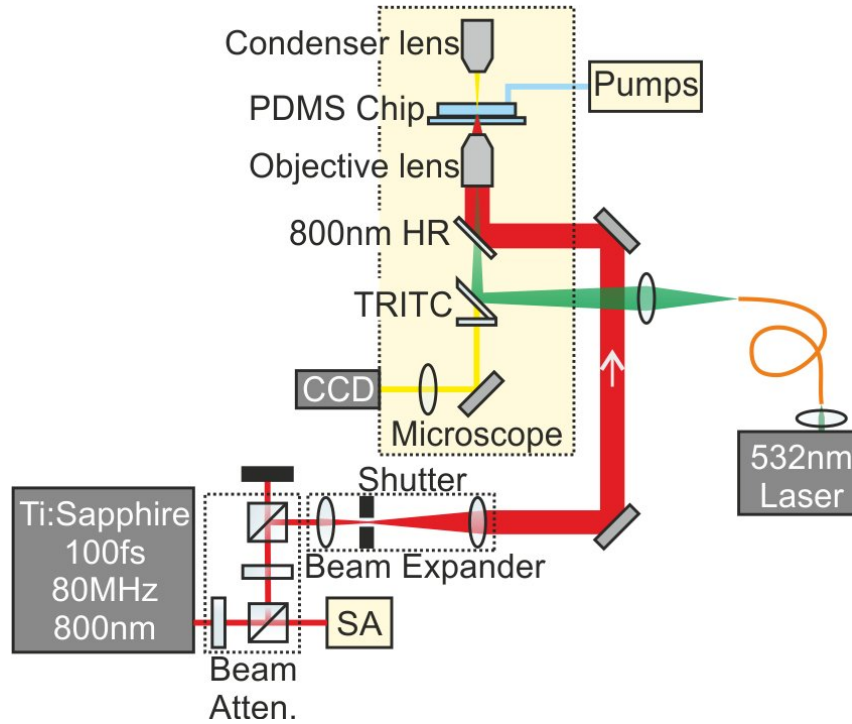 Condenser lens
Pumps
PDMS Chip
Objective lens
800nm HR
TRITC
CCD
Microscope
532nm
Laser
Shutter
Ti:Sapphire
100fs
80MHz
800nm
Beam Expander
SA
Beam
Atten.